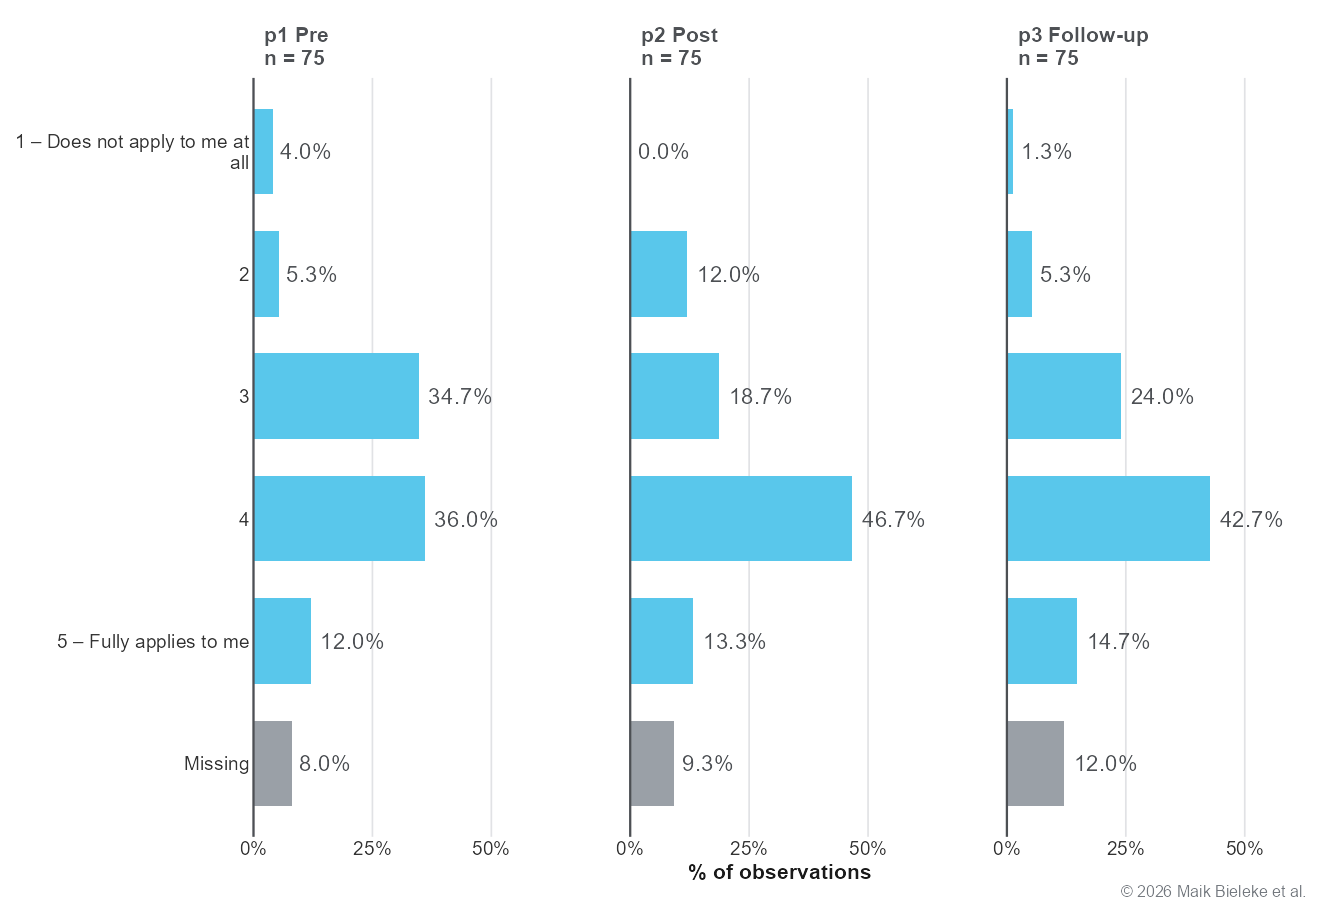 p1 Pre
n = 75
p2 Post
n = 75
p3 Follow-up
n = 75
1 – Does not apply to me at
all
4.0%
0.0%
1.3%
2
5.3%
12.0%
5.3%
3
34.7%
18.7%
24.0%
4
36.0%
46.7%
42.7%
5 – Fully applies to me
12.0%
13.3%
14.7%
Missing
8.0%
9.3%
12.0%
0%
25%
50%
0%
25%
50%
0%
25%
50%
% of observations
© 2026 Maik Bieleke et al.